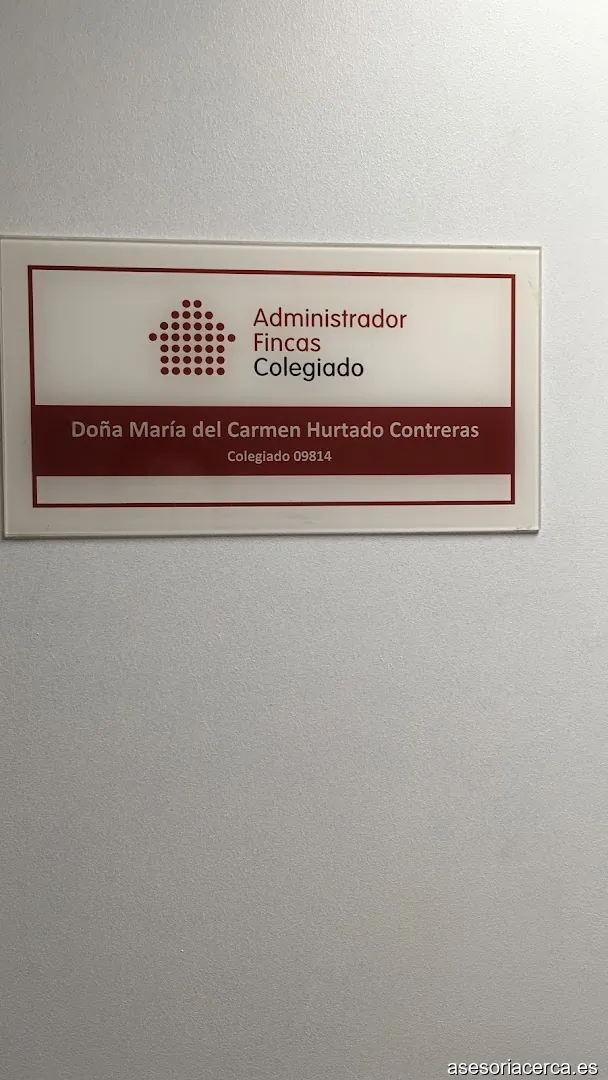 Administrador
Fincas
Colegiado
Doña María del Carmen Hurtado Contreras
Colegiado 09814
asesoriacerca.es